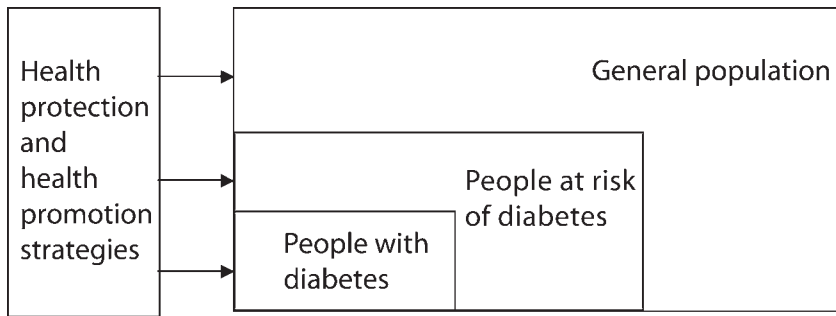 Health
protection
and
health
promotion
strategies
General population
People at risk
of diabetes
People with
diabetes